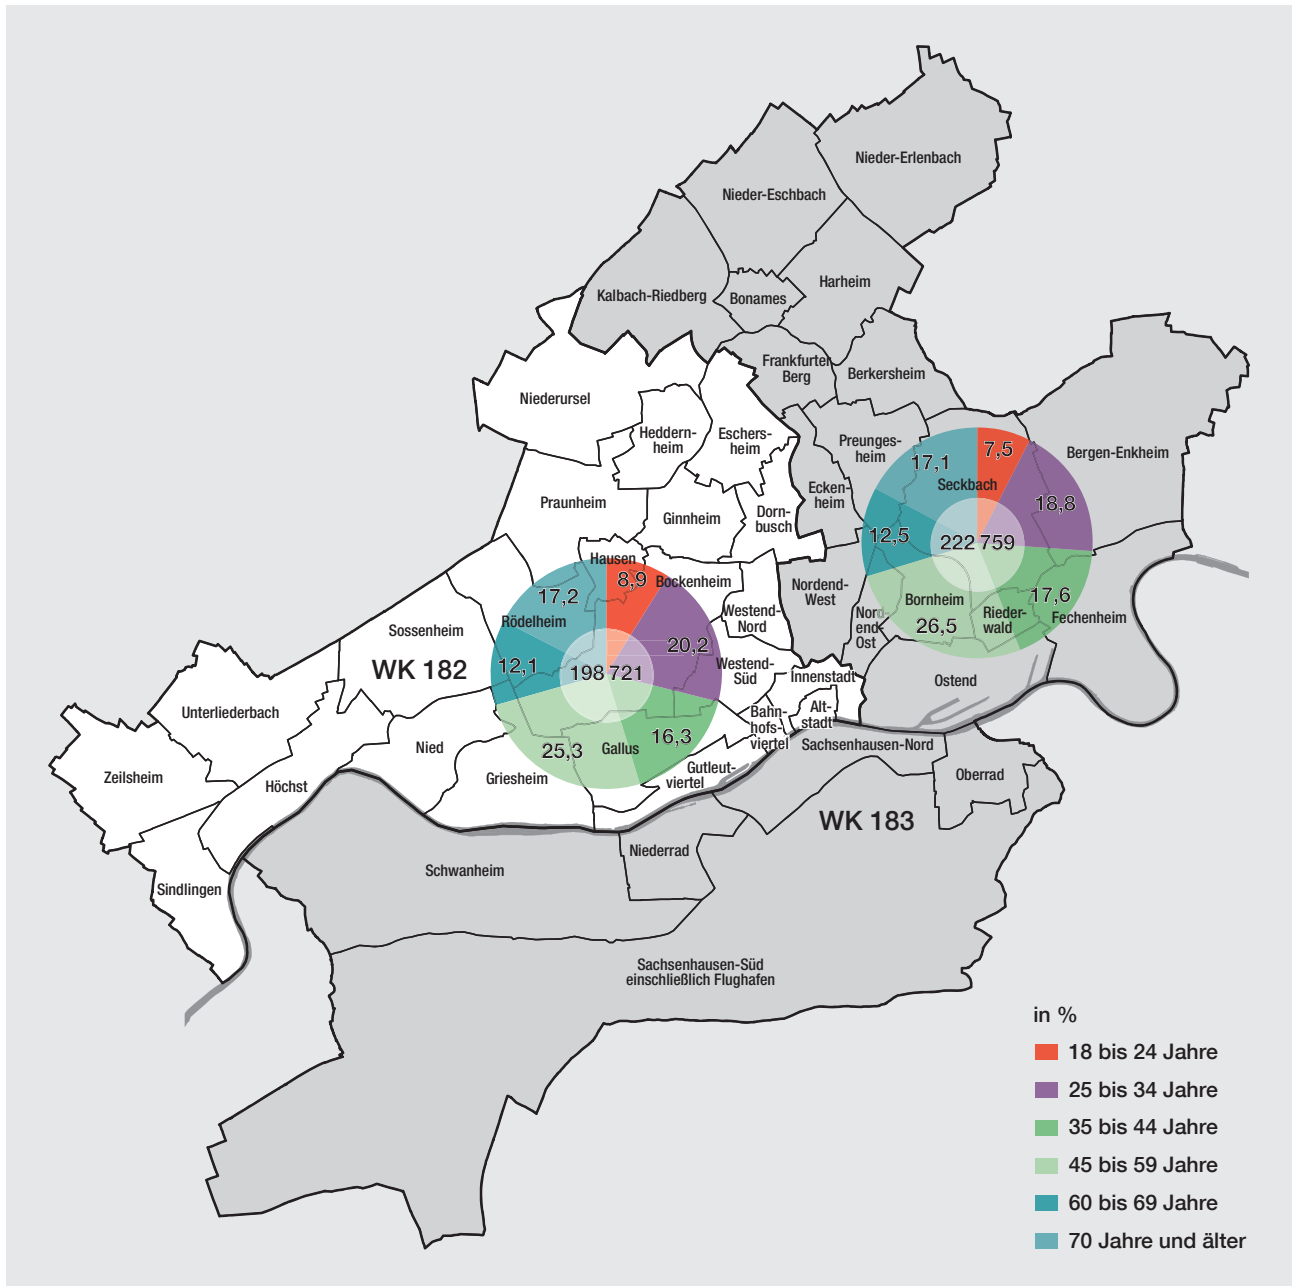 Nieder-Erlenbach
Nieder-Eschbach
Harheim
Kalbach-Riedberg
Bonames
Frankfurter
Berg
Berkersheim
Niederursel
Heddern-
heim
Eschers-
heim
Preunges-
heim
Bergen-Enkheim
7,5
17,1
Seckbach
18,8
Praunheim
Ginnheim
Dorn-
busch
Ecken-
heim
12,5
222 759
Hausen
8,9
Bockenheim
17,2
Rödelheim
Westend-
Nord
Nordend-
West
Bornheim
26,5
Nord-
end-
Ost
Rieder-
wald
17,6
Fechenheim
Sossenheim
WK 182
12,1
198 721
20,2
Westend-
Süd
Innenstadt
Ostend
Unterliederbach
Nied
25,3
Gallus
16,3
Bahn-
hofs-
viertel
Alt-
stadt
Sachsenhausen-Nord
Zeilsheim
Höchst
Griesheim
Gutleut-
viertel
Oberrad
WK 183
Niederrad
Schwanheim
Sindlingen
Sachsenhausen-Süd
einschließlich Flughafen
in %
18 bis 24 Jahre
25 bis 34 Jahre
35 bis 44 Jahre
45 bis 59 Jahre
60 bis 69 Jahre
70 Jahre und älter